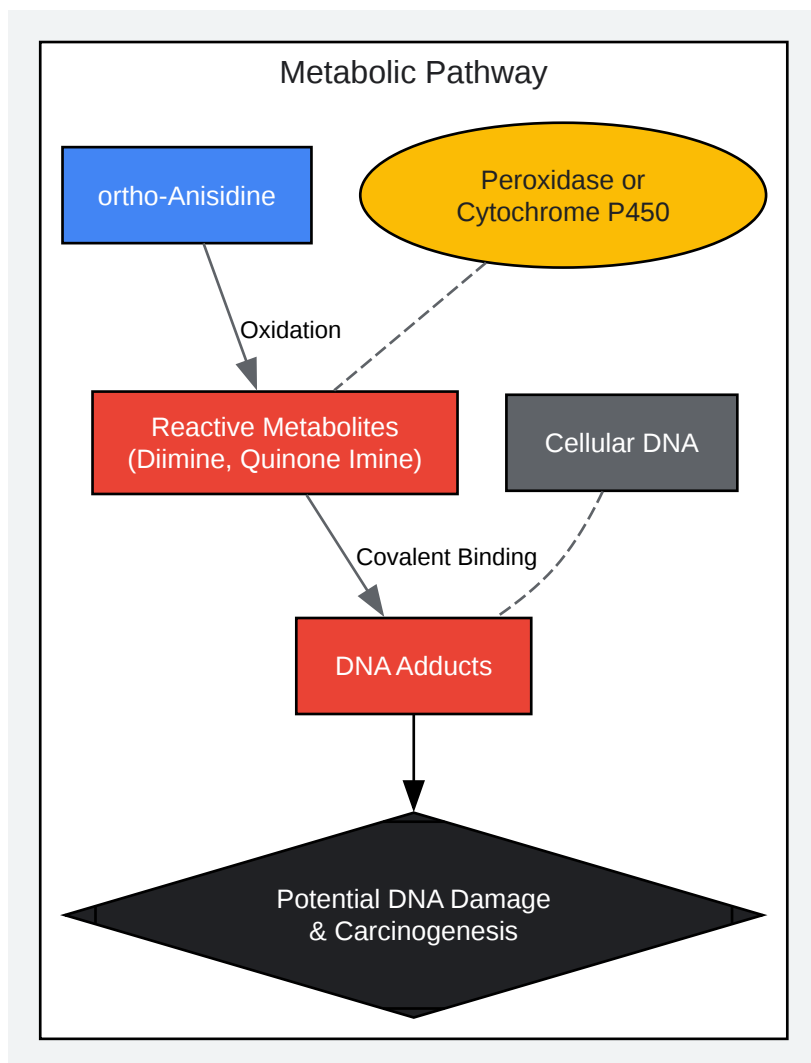 Metabolic Pathway
ortho-Anisidine
Peroxidase or
Cytochrome P450
Oxidation
Reactive Metabolites
(Diimine, Quinone Imine)
Cellular DNA
Covalent Binding
DNA Adducts
Potential DNA Damage
& Carcinogenesis